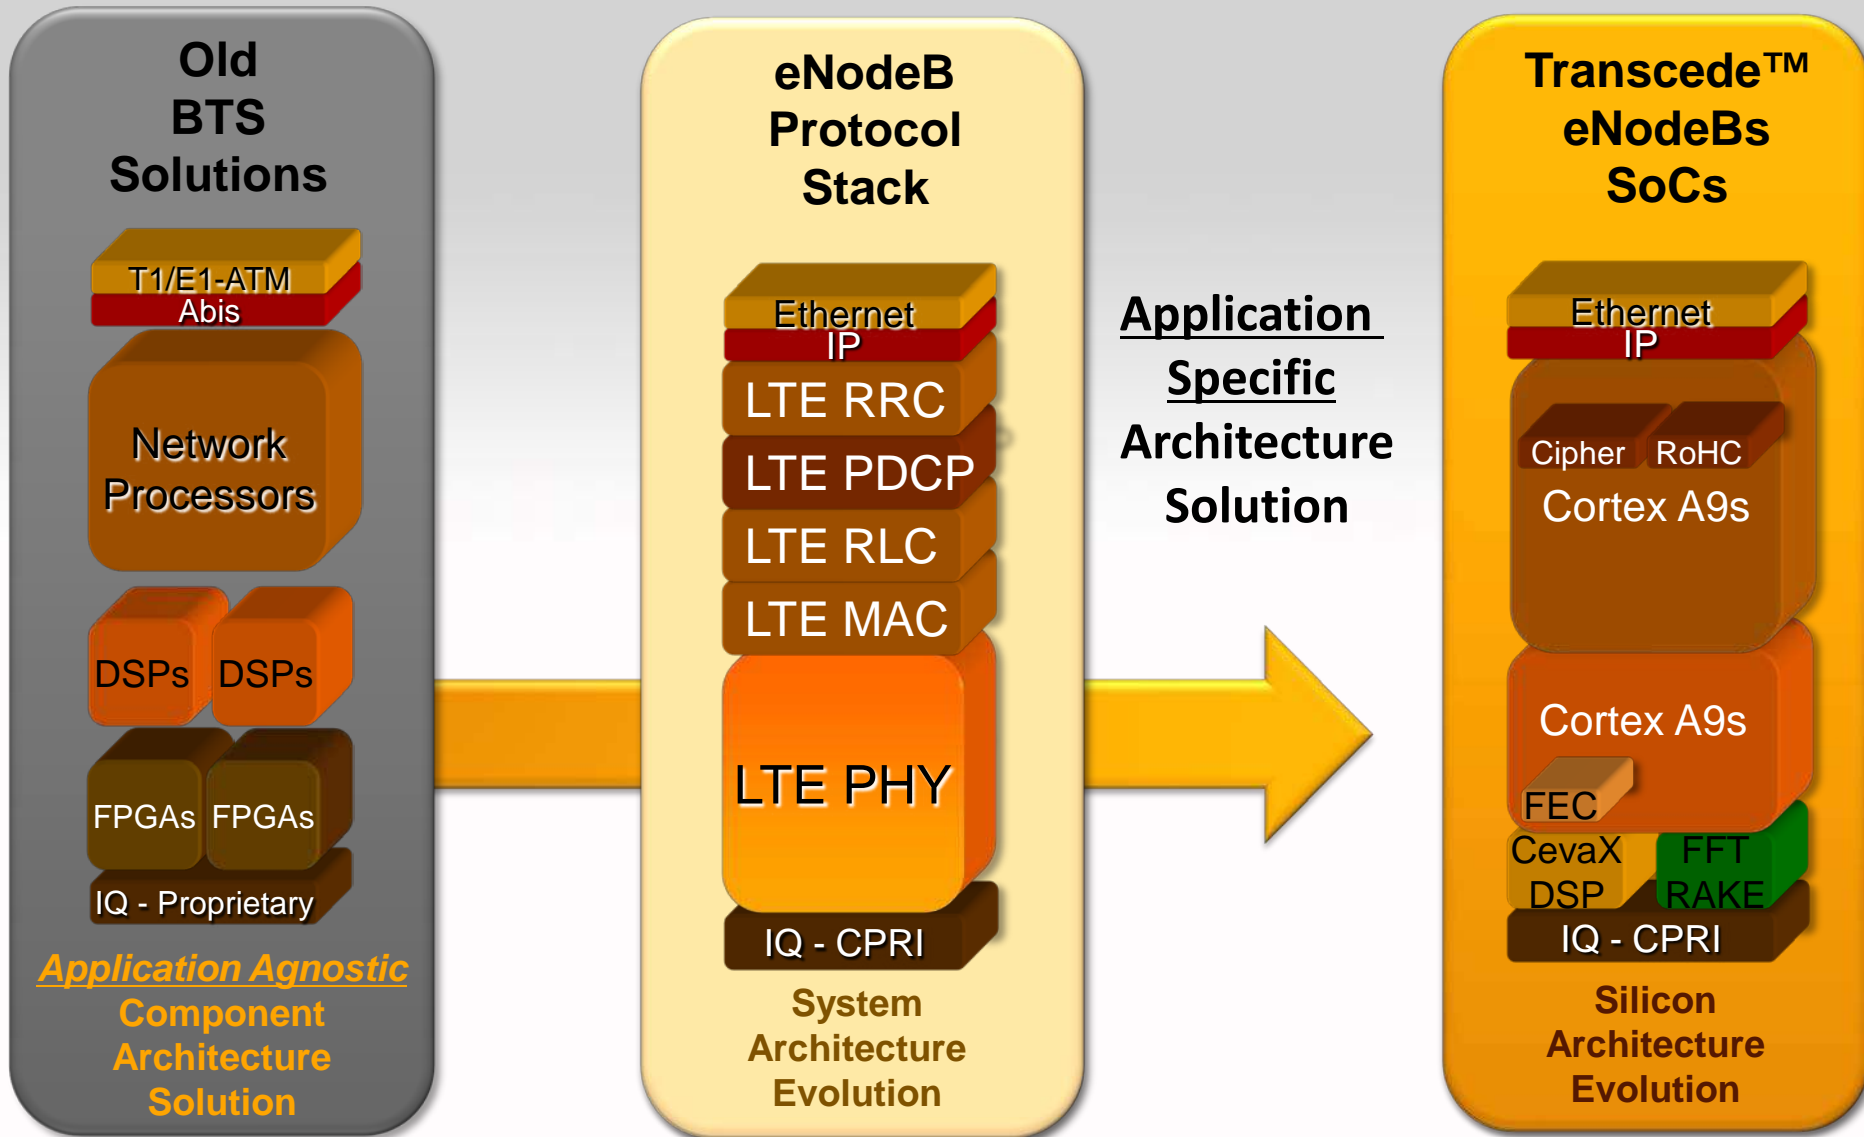 Old
BTS
Solutions
T1/E1-ATM
Abis
Network
Processors
DSPs DSPs
FPGAs FPGAs
IQ - Proprietary
Application Agnostic
Component
Architecture
Solution
eNodeB
Protocol
Stack
Ethernet
IP
LTE RRC
LTE PDCP
LTE RLC
LTE MAC
LTE PHY
IQ - CPRI
System
Architecture
Evolution
Application
Specific
Architecture
Solution
Transcede™
eNodeBs
SoCs
Ethernet
IP
Cipher RoHC
Cortex A9s
Cortex A9s
FEC
CevaX
DSP
FFT
RAKE
IQ - CPRI
Silicon
Architecture
Evolution